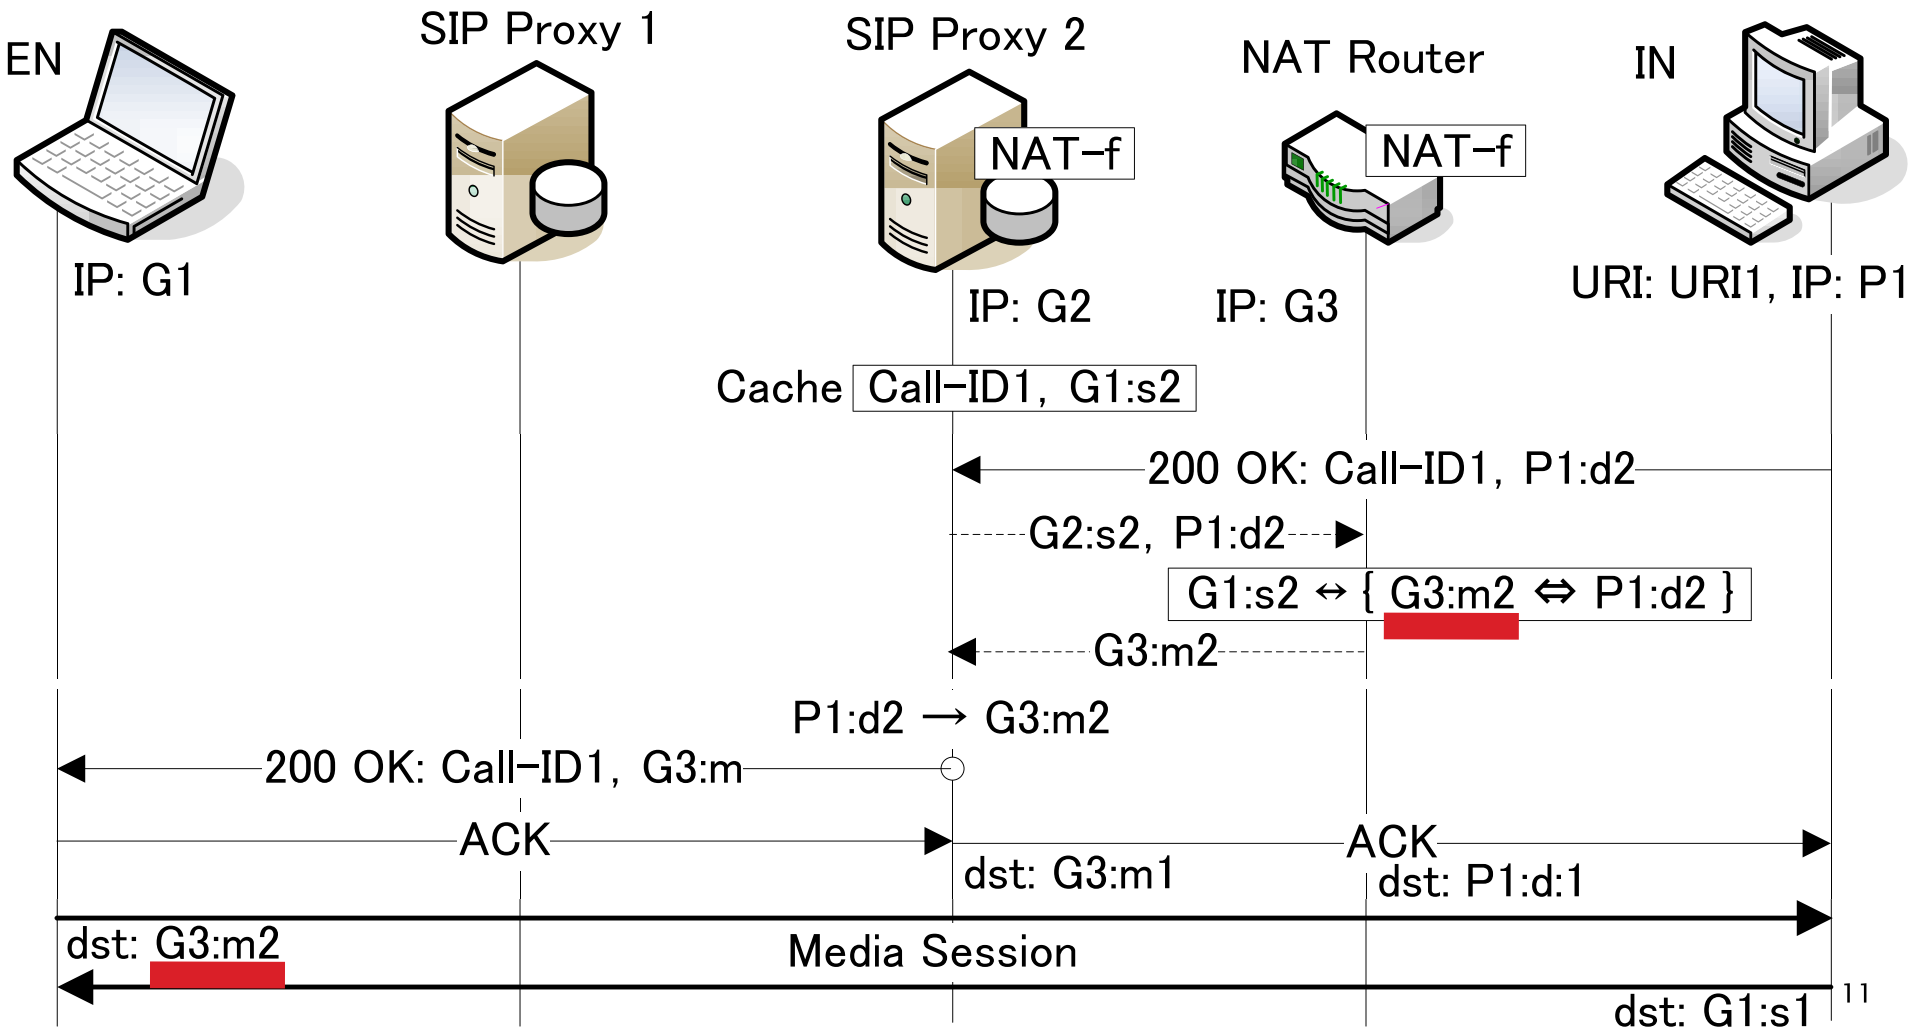 EN
SIP Proxy 1
SIP Proxy 2
NAT Router
IN
NAT-f
NAT-f
IP: G1
IP: G2
IP: G3
URI: URI1, IP: P1
Cache Call-ID1, G1:s2
200 OK: Call-ID1, P1:d2
G2:s2, P1:d2
G1:s2 ↔ { G3:m2 ⇔ P1:d2 }
G3:m2
P1:d2 → G3:m2
200 OK: Call-ID1, G3:m
ACK
ACK
dst: G3:m1
dst: P1:d:1
dst: G3:m2
Media Session
dst: G1:s1
11